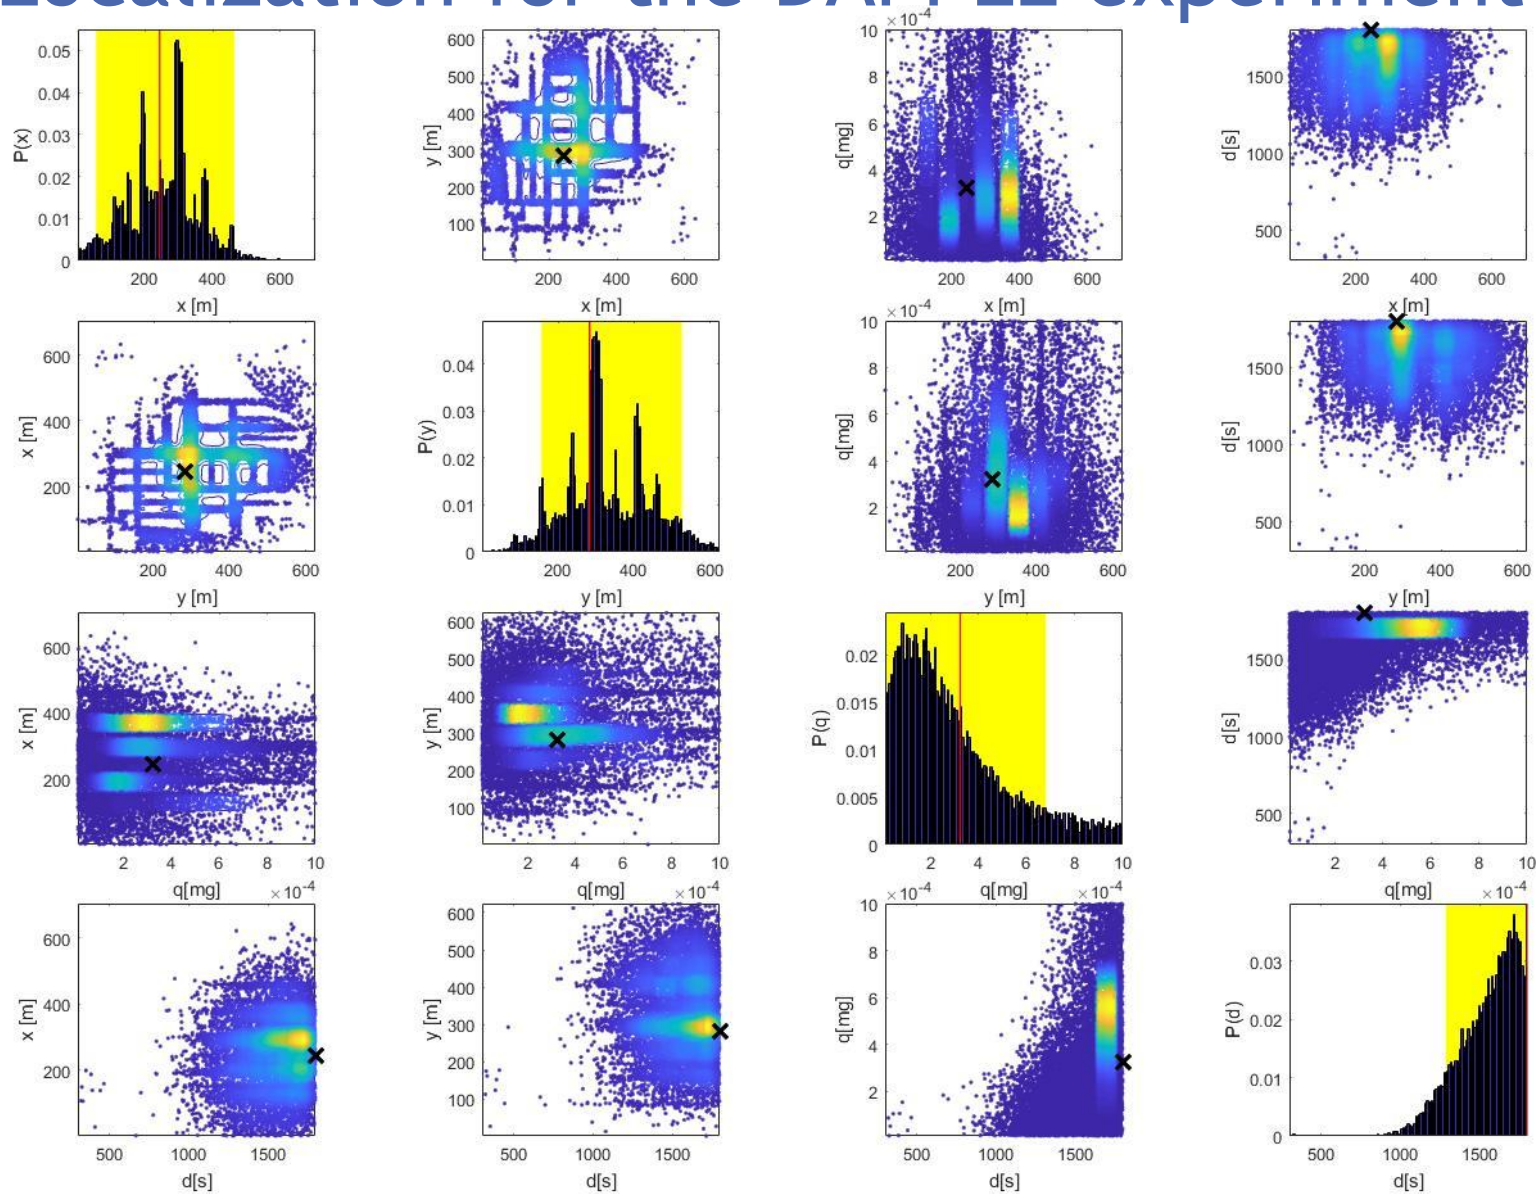 Localization for the DAPPLE experiment
P(x)
0.05
0.04
0.03
0.02
0.01
0
200 400 600
x [m]
y [m]
600
500
400
300
200
100
200 400 600
×10⁻⁴
q[mg]
10
8
6
4
2
200 400 600
x [m]
d[s]
1500
1000
500
200 400 600
x [m]
x [m]
600
400
200
200 400 600
y [m]
P(y)
0.04
0.03
0.02
0.01
0
200 400 600
y [m]
×10⁻⁴
q[mg]
10
8
6
4
2
200 400 600
y [m]
d[s]
1500
1000
500
200 400 600
y [m]
x [m]
600
400
200
2 4 6 8 10
q[mg] ×10⁻⁴
y [m]
600
500
400
300
200
100
2 4 6 8 10
q[mg] ×10⁻⁴
P(q)
0.02
0.015
0.01
0.005
0
2 4 6 8 10
q[mg] ×10⁻⁴
d[s]
1500
1000
500
2 4 6 8 10
q[mg] ×10⁻⁴
x [m]
600
400
200
500 1000 1500
d[s]
y [m]
600
500
400
300
200
100
500 1000 1500
d[s]
×10⁻⁴
q[mg]
10
8
6
4
2
500 1000 1500
d[s]
P(d)
0.03
0.02
0.01
0
500 1000 1500
d[s]